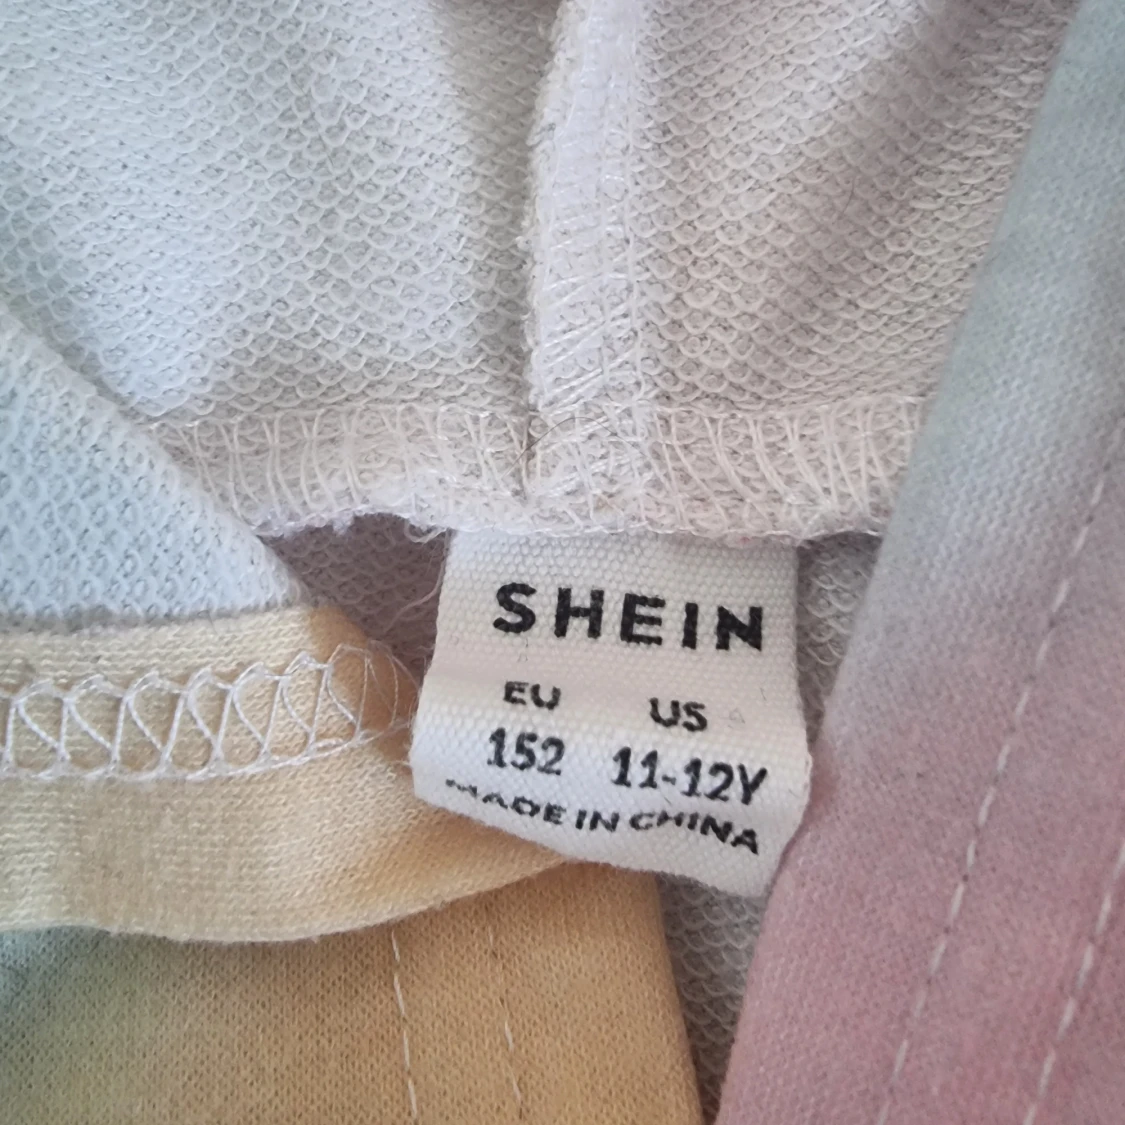 SHEIN
EU US
152 11-12Y
MADE IN CHINA